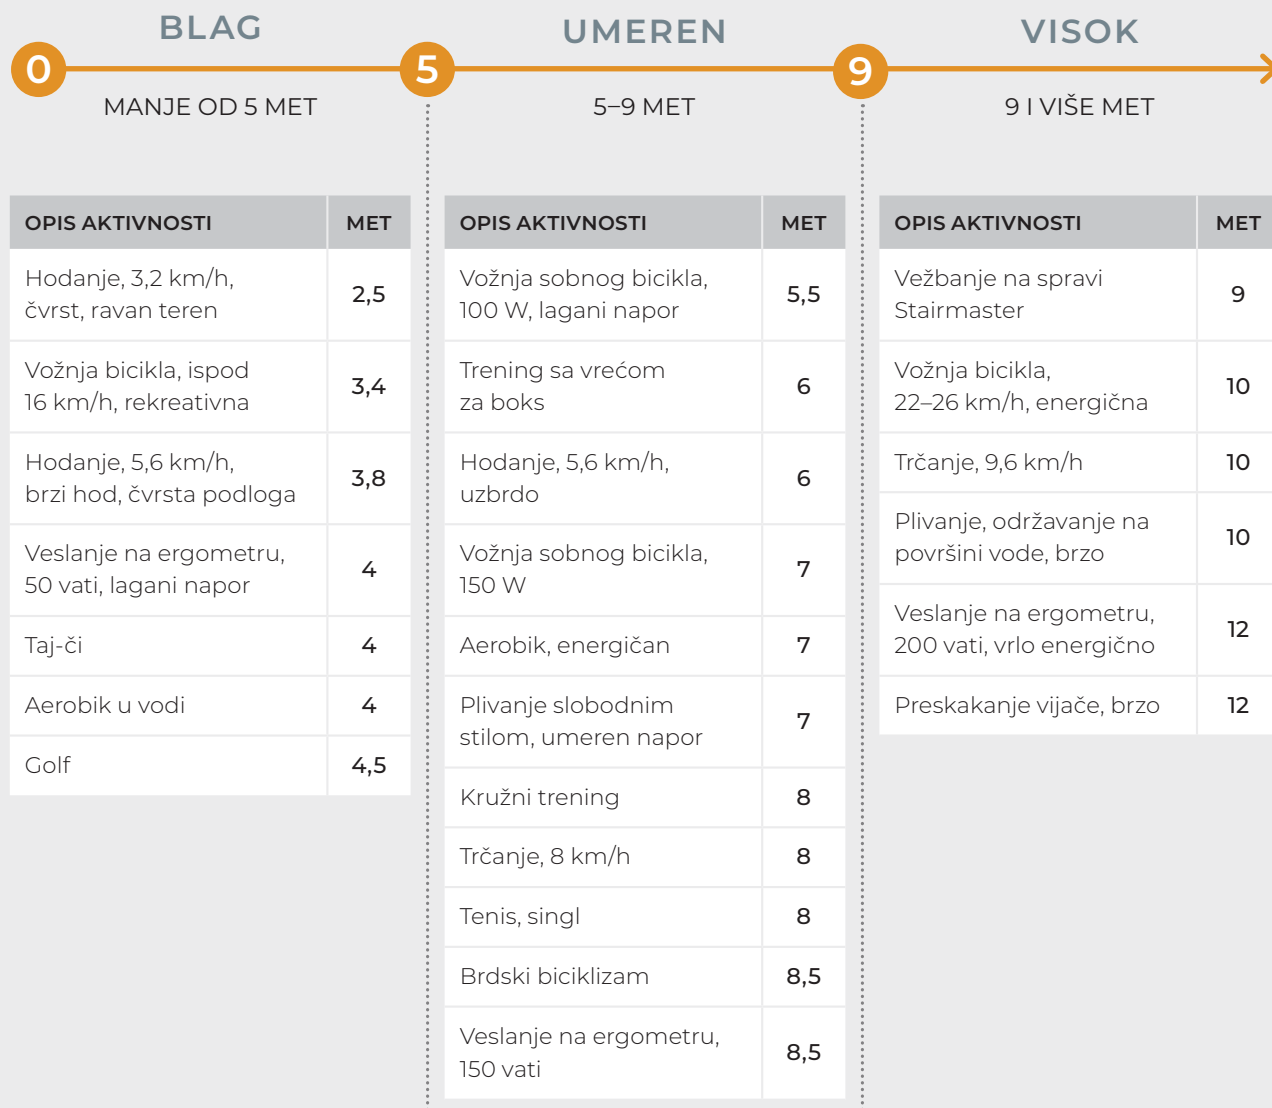 BLAG
0
MANJE OD 5 MET
OPIS AKTIVNOSTI MET
Hodanje, 3,2 km/h,
čvrst, ravan teren 2,5
Vožnja bicikla, ispod
16 km/h, rekreativna 3,4
Hodanje, 5,6 km/h,
brzi hod, čvrsta podloga 3,8
Veslanje na ergometru,
50 vati, lagani napor 4
Taj-či 4
Aerobik u vodi 4
Golf 4,5
UMEREN
5
5–9 MET
OPIS AKTIVNOSTI MET
Vožnja sobnog bicikla,
100 W, lagani napor 5,5
Trening sa vrećom
za boks 6
Hodanje, 5,6 km/h,
uzbrdo 6
Vožnja sobnog bicikla,
150 W 7
Aerobik, energičan 7
Plivanje slobodnim
stilom, umeren napor 7
Kružni trening 8
Trčanje, 8 km/h 8
Tenis, singl 8
Brdski biciklizam 8,5
Veslanje na ergometru,
150 vati 8,5
VISOK
9
9 I VIŠE MET
OPIS AKTIVNOSTI MET
Vežbanje na spravi
Stairmaster 9
Vožnja bicikla,
22–26 km/h, energična 10
Trčanje, 9,6 km/h 10
Plivanje, održavanje na
površini vode, brzo 10
Veslanje na ergometru,
200 vati, vrlo energično 12
Preskakanje vijače, brzo 12